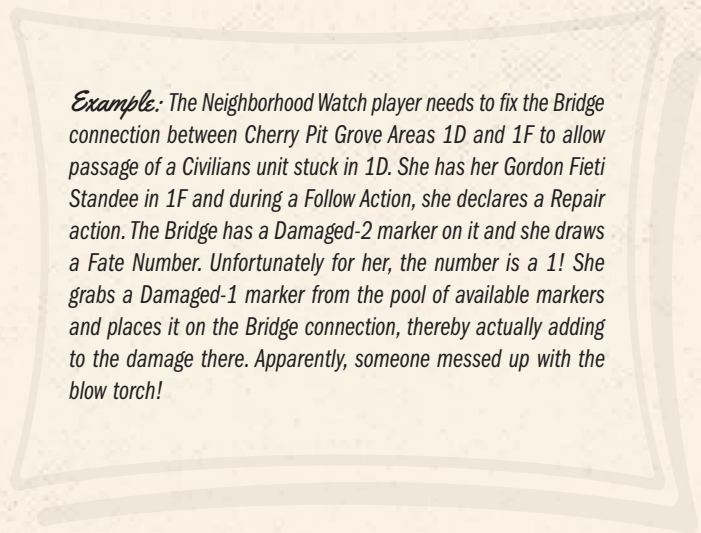 Example: The Neighborhood Watch player needs to fix the Bridge
connection between Cherry Pit Grove Areas 1D and 1F to allow
passage of a Civilians unit stuck in 1D. She has her Gordon Fieti
Standee in 1F and during a Follow Action, she declares a Repair
action. The Bridge has a Damaged-2 marker on it and she draws
a Fate Number. Unfortunately for her, the number is a 1! She
grabs a Damaged-1 marker from the pool of available markers
and places it on the Bridge connection, thereby actually adding
to the damage there. Apparently, someone messed up with the
blow torch!